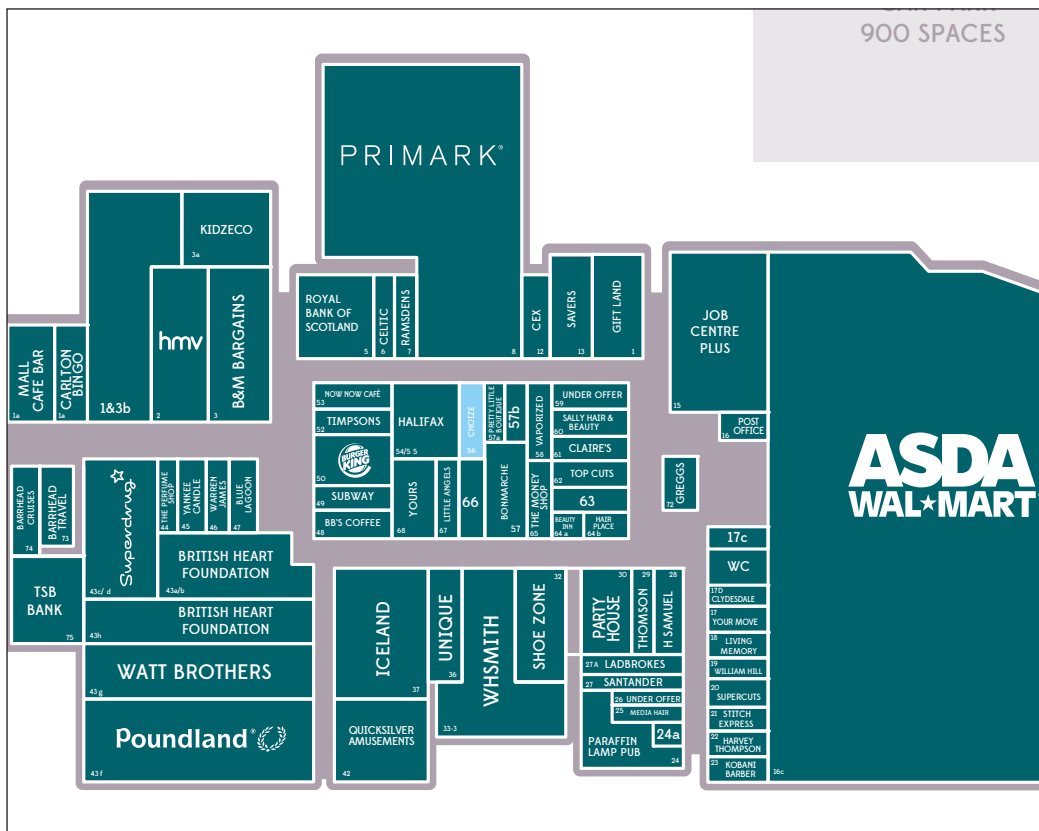 900 SPACES
PRIMARK®
8
KIDZECO
3a
1&3b
hmv
2
B&M BARGAINS
3
MALL
CAFE BAR
1a
CARLTON
BINGO
1a
ROYAL
BANK OF
SCOTLAND
5
CELTIC
6
RAMSDENS
7
CEX
12
SAVERS
13
GIFT LAND
1
JOB
CENTRE
PLUS
15
POST
OFFICE
16
ASDA
WAL★MART
16c
NOW NOW CAFÉ
53
TIMPSONS
52
BURGER
KING
50
SUBWAY
49
BB'S COFFEE
48
HALIFAX
54/5 5
CHOIZE
56
PRETTY LITTLE
BOUTIQUE
57a
57b
VAPORIZED
58
UNDER OFFER
59
SALLY HAIR &
BEAUTY
60
CLAIRE'S
61
TOP CUTS
62
63
BEAUTY
INN
64a
HAIR
PLACE
64b
YOURS
68
LITTLE ANGELS
67
66
BONMARCHE
57
THE MONEY
SHOP
65
GREGGS
72
BARRHEAD
CRUISES
74
BARRHEAD
TRAVEL
73
TSB
BANK
75
Superdrug
43c/ d
THE PERFUME
SHOP
44
YANKEE
CANDLE
45
WARREN
JAMES
46
BLUE
LAGOON
47
BRITISH HEART
FOUNDATION
43a/b
BRITISH HEART
FOUNDATION
43h
WATT BROTHERS
43 g
Poundland®
43 f
ICELAND
37
UNIQUE
36
WHSMITH
33-3
SHOE ZONE
32
QUICKSILVER
AMUSEMENTS
42
PARTY
HOUSE
30
THOMSON
29
H SAMUEL
28
27A LADBROKES
27 SANTANDER
26 UNDER OFFER
25 MEDIA HAIR
24a
PARAFFIN
LAMP PUB
24
17c
WC
17D
CLYDESDALE
17
YOUR MOVE
18
LIVING
MEMORY
19
WILLIAM HILL
20
SUPERCUTS
21 STITCH
EXPRESS
22 HARVEY
THOMPSON
23 KOBANI
BARBER